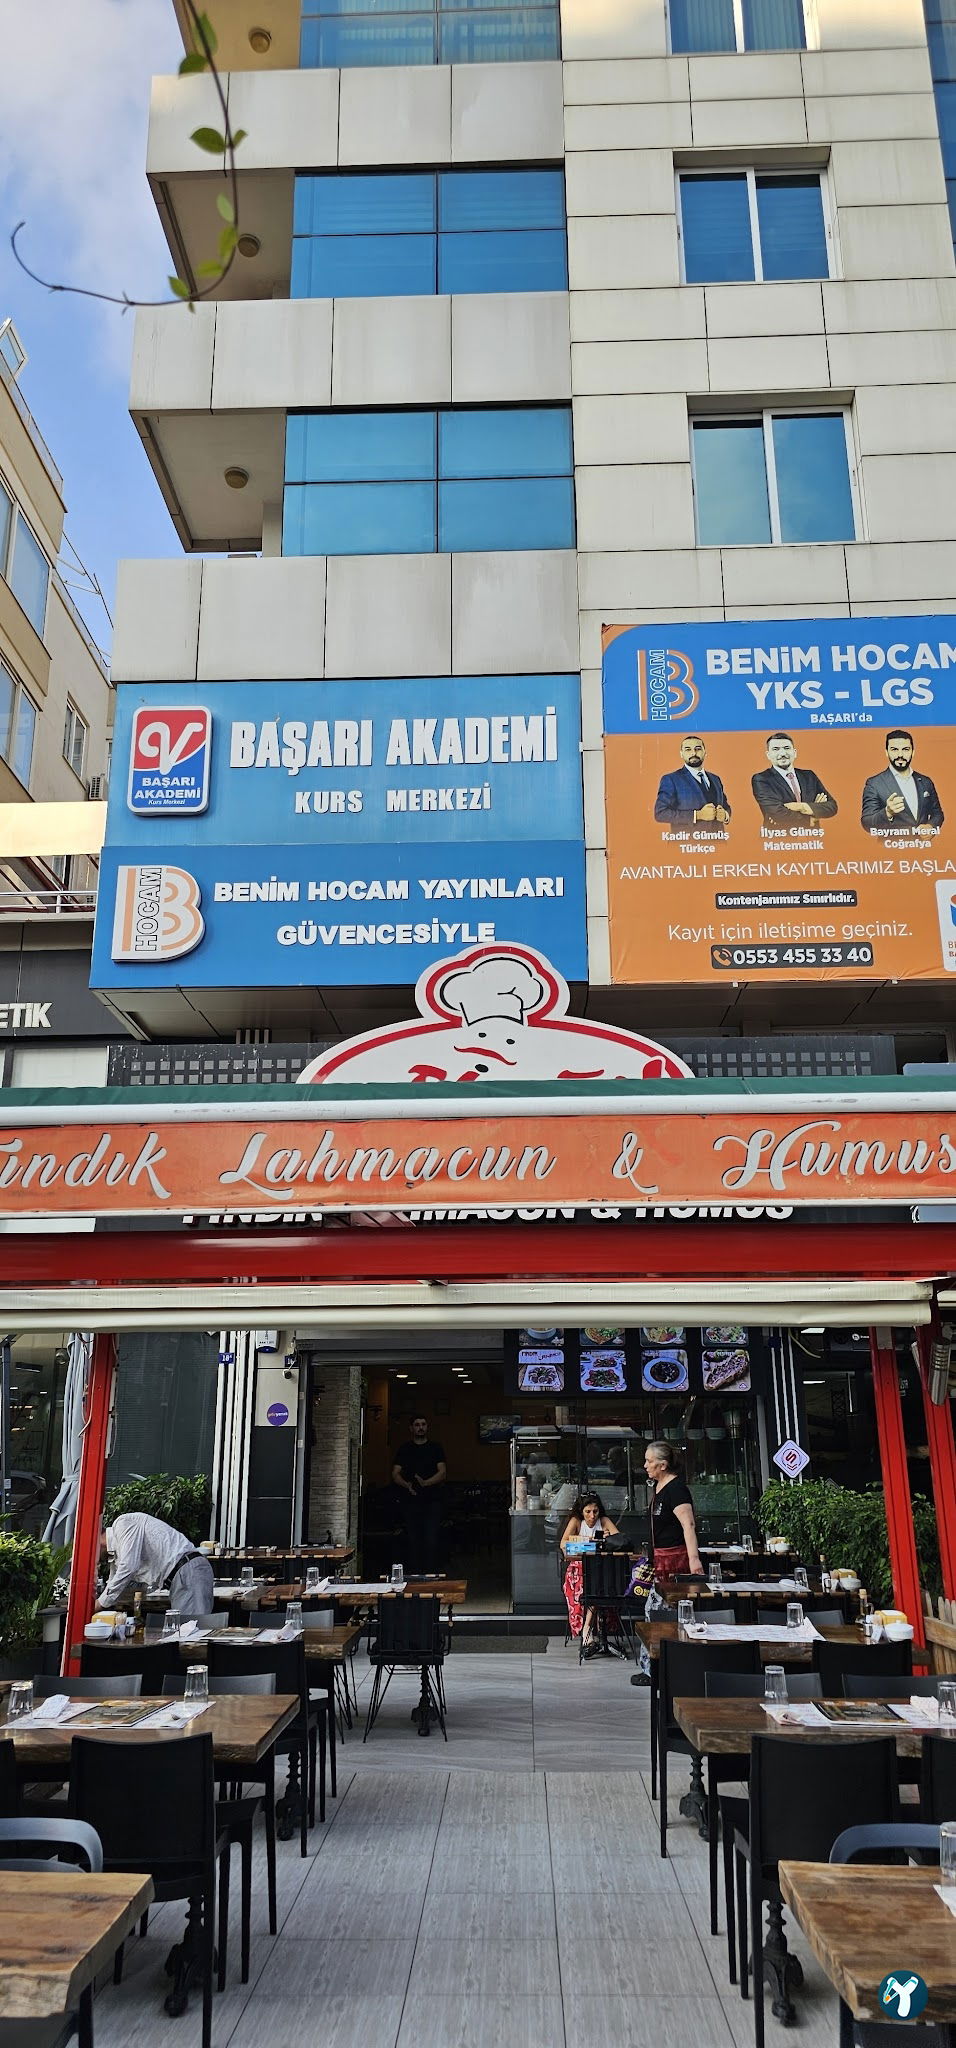 BAŞARI AKADEMİ
KURS MERKEZİ
BAŞARI
AKADEMİ
Kurs Merkezi
HOCAM
BENİM HOCAM YAYINLARI
GÜVENCESİYLE
HOCAM
BENİM HOCAM
YKS - LGS
BAŞARI'da
Kadir Gümüş
Türkçe
İlyas Güneş
Matematik
Bayram Meral
Coğrafya
AVANTAJLI ERKEN KAYITLARIMIZ BAŞLA
Kontenjanımız Sınırlıdır.
Kayıt için iletişime geçiniz.
0553 455 33 40
ETİK
Fındık Lahmacun & Humus